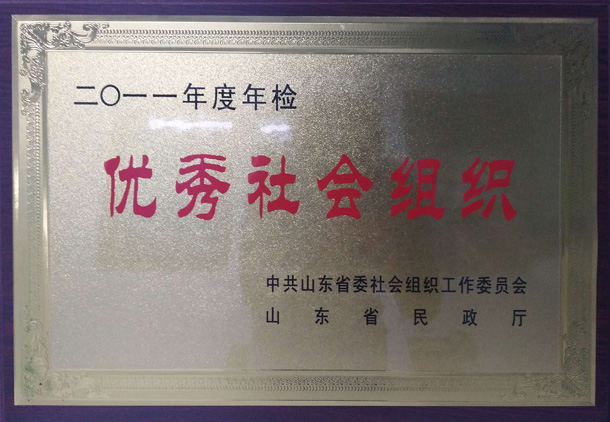 二〇一一年度年检
优秀社会组织
中共山东省委社会组织工作委员会
山东省民政厅